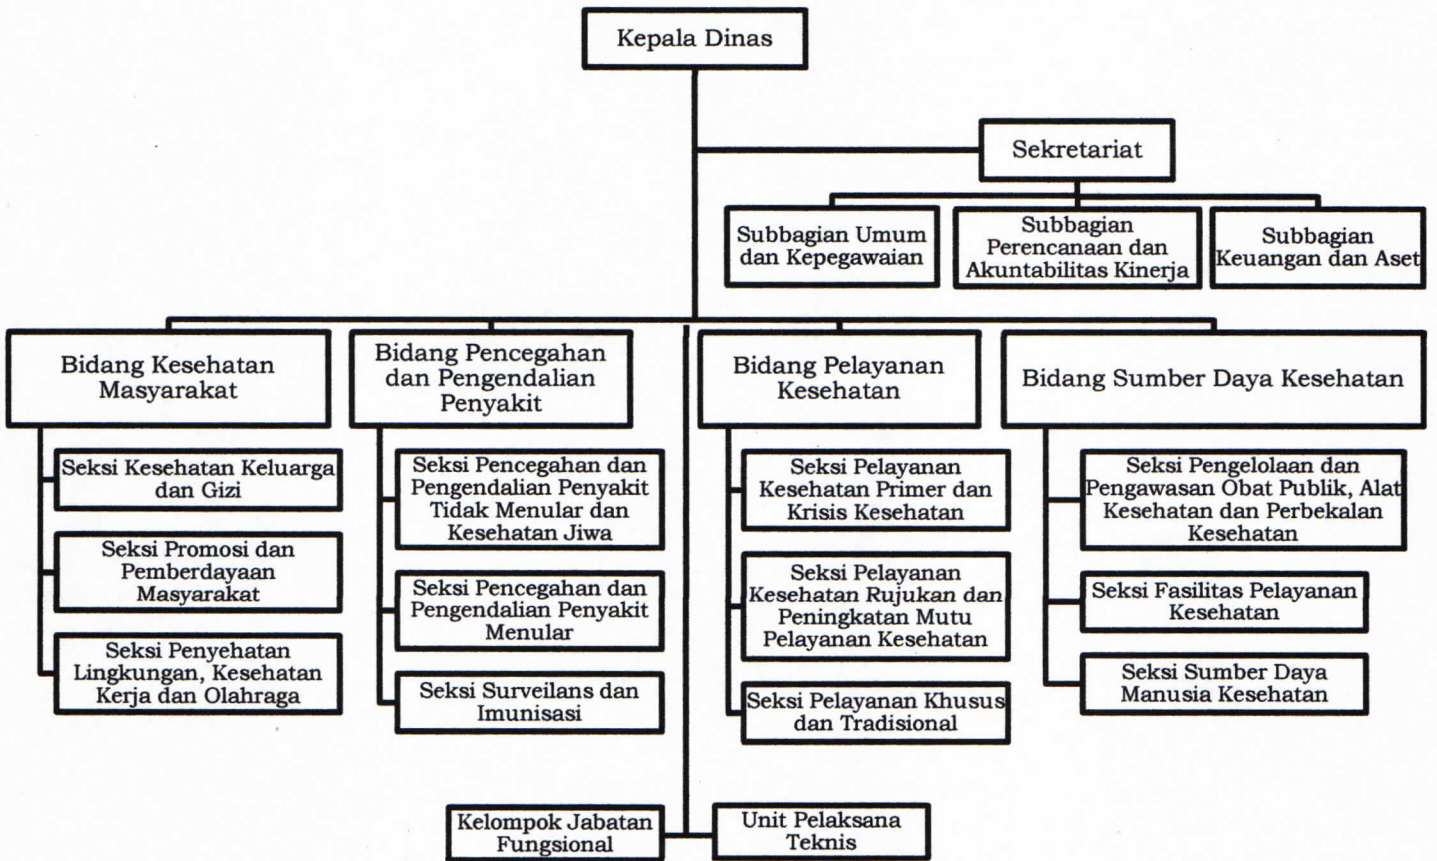 Kepala Dinas
Sekretariat
Subbagian Umum
dan Kepegawaian
Subbagian
Perencanaan dan
Akuntabilitas Kinerja
Subbagian
Keuangan dan Aset
Bidang Kesehatan
Masyarakat
Bidang Pencegahan
dan Pengendalian
Penyakit
Bidang Pelayanan
Kesehatan
Bidang Sumber Daya Kesehatan
Seksi Kesehatan Keluarga
dan Gizi
Seksi Promosi dan
Pemberdayaan
Masyarakat
Seksi Penyehatan
Lingkungan, Kesehatan
Kerja dan Olahraga
Seksi Pencegahan dan
Pengendalian Penyakit
Tidak Menular dan
Kesehatan Jiwa
Seksi Pencegahan dan
Pengendalian Penyakit
Menular
Seksi Surveilans dan
Imunisasi
Seksi Pelayanan
Kesehatan Primer dan
Krisis Kesehatan
Seksi Pelayanan
Kesehatan Rujukan dan
Peningkatan Mutu
Pelayanan Kesehatan
Seksi Pelayanan Khusus
dan Tradisional
Seksi Pengelolaan dan
Pengawasan Obat Publik, Alat
Kesehatan dan Perbekalan
Kesehatan
Seksi Fasilitas Pelayanan
Kesehatan
Seksi Sumber Daya
Manusia Kesehatan
Kelompok Jabatan
Fungsional
Unit Pelaksana
Teknis